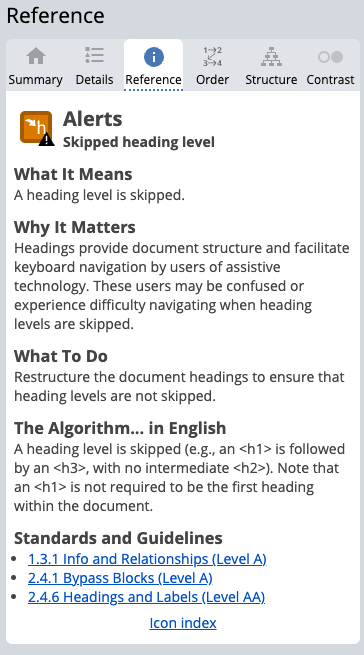 Reference
Summary Details Reference Order Structure Contrast
1→2
3→4
h
Alerts
Skipped heading level
What It Means
A heading level is skipped.
Why It Matters
Headings provide document structure and facilitate
keyboard navigation by users of assistive
technology. These users may be confused or
experience difficulty navigating when heading
levels are skipped.
What To Do
Restructure the document headings to ensure that
heading levels are not skipped.
The Algorithm... in English
A heading level is skipped (e.g., an <h1> is followed
by an <h3>, with no intermediate <h2>). Note that
an <h1> is not required to be the first heading
within the document.
Standards and Guidelines
• 1.3.1 Info and Relationships (Level A)
• 2.4.1 Bypass Blocks (Level A)
• 2.4.6 Headings and Labels (Level AA)
Icon index